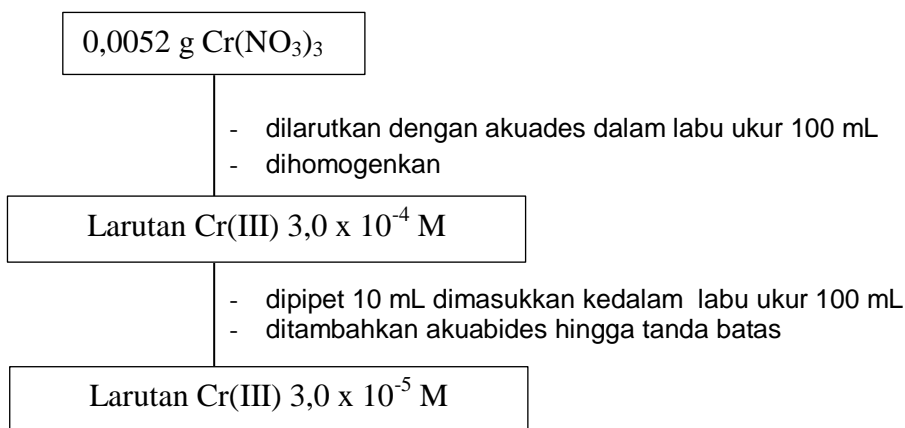 0,0052 g Cr(NO₃)₃
- dilarutkan dengan akuades dalam labu ukur 100 mL
- dihomogenkan
Larutan Cr(III) 3,0 x 10⁻⁴ M
- dipipet 10 mL dimasukkan kedalam labu ukur 100 mL
- ditambahkan akuabides hingga tanda batas
Larutan Cr(III) 3,0 x 10⁻⁵ M